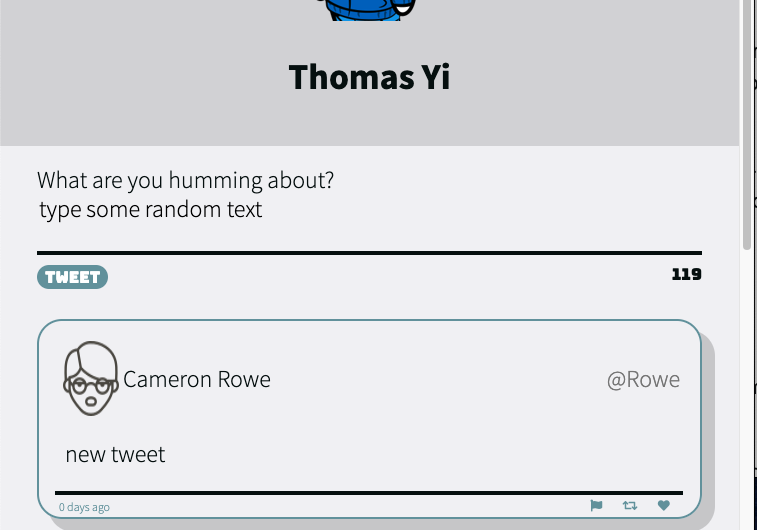 Thomas Yi
What are you humming about?
type some random text
TWEET 119
Cameron Rowe @Rowe
new tweet
0 days ago